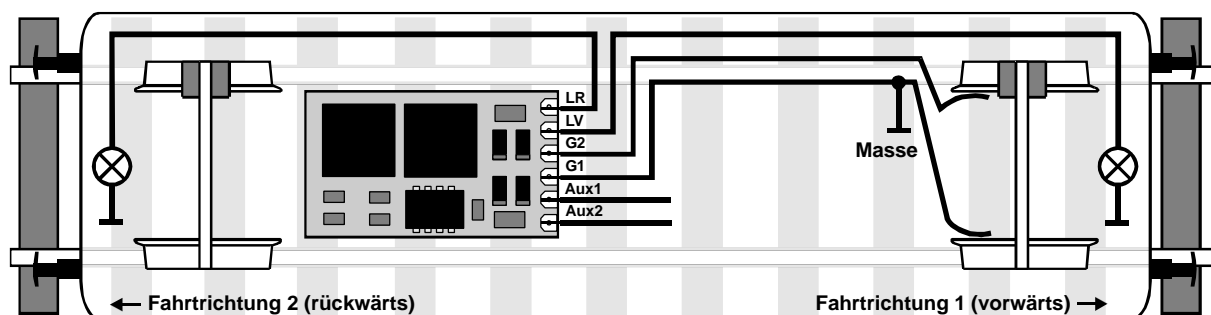 LR
LV
G2
G1
Aux1
Aux2
Masse
Fahrtrichtung 2 (rückwärts)
Fahrtrichtung 1 (vorwärts)